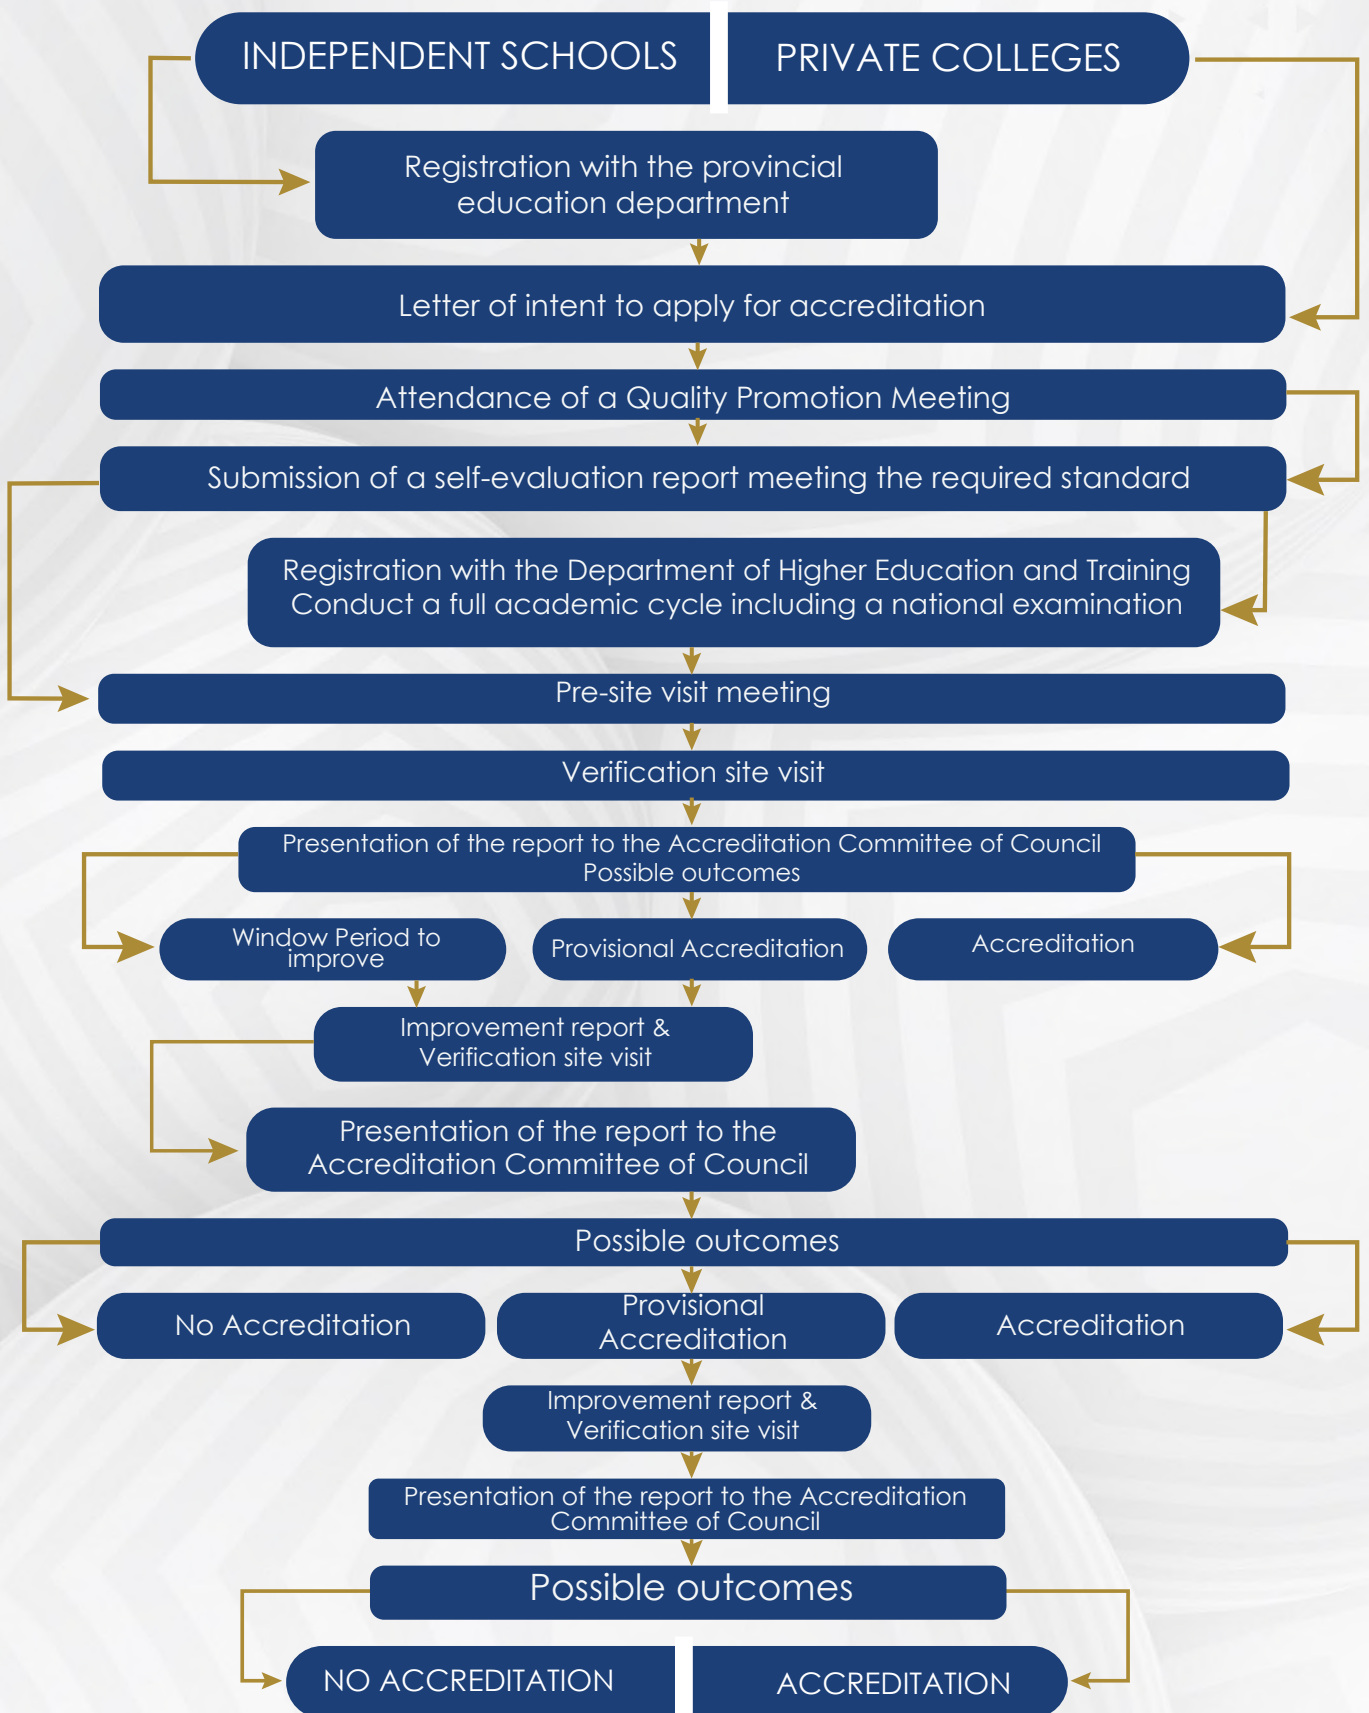 INDEPENDENT SCHOOLS
PRIVATE COLLEGES
Registration with the provincial
education department
Letter of intent to apply for accreditation
Attendance of a Quality Promotion Meeting
Submission of a self-evaluation report meeting the required standard
Registration with the Department of Higher Education and Training
Conduct a full academic cycle including a national examination
Pre-site visit meeting
Verification site visit
Presentation of the report to the Accreditation Committee of Council
Possible outcomes
Window Period to
improve
Provisional Accreditation
Accreditation
Improvement report &
Verification site visit
Presentation of the report to the
Accreditation Committee of Council
Possible outcomes
No Accreditation
Provisional
Accreditation
Accreditation
Improvement report &
Verification site visit
Presentation of the report to the Accreditation
Committee of Council
Possible outcomes
NO ACCREDITATION
ACCREDITATION